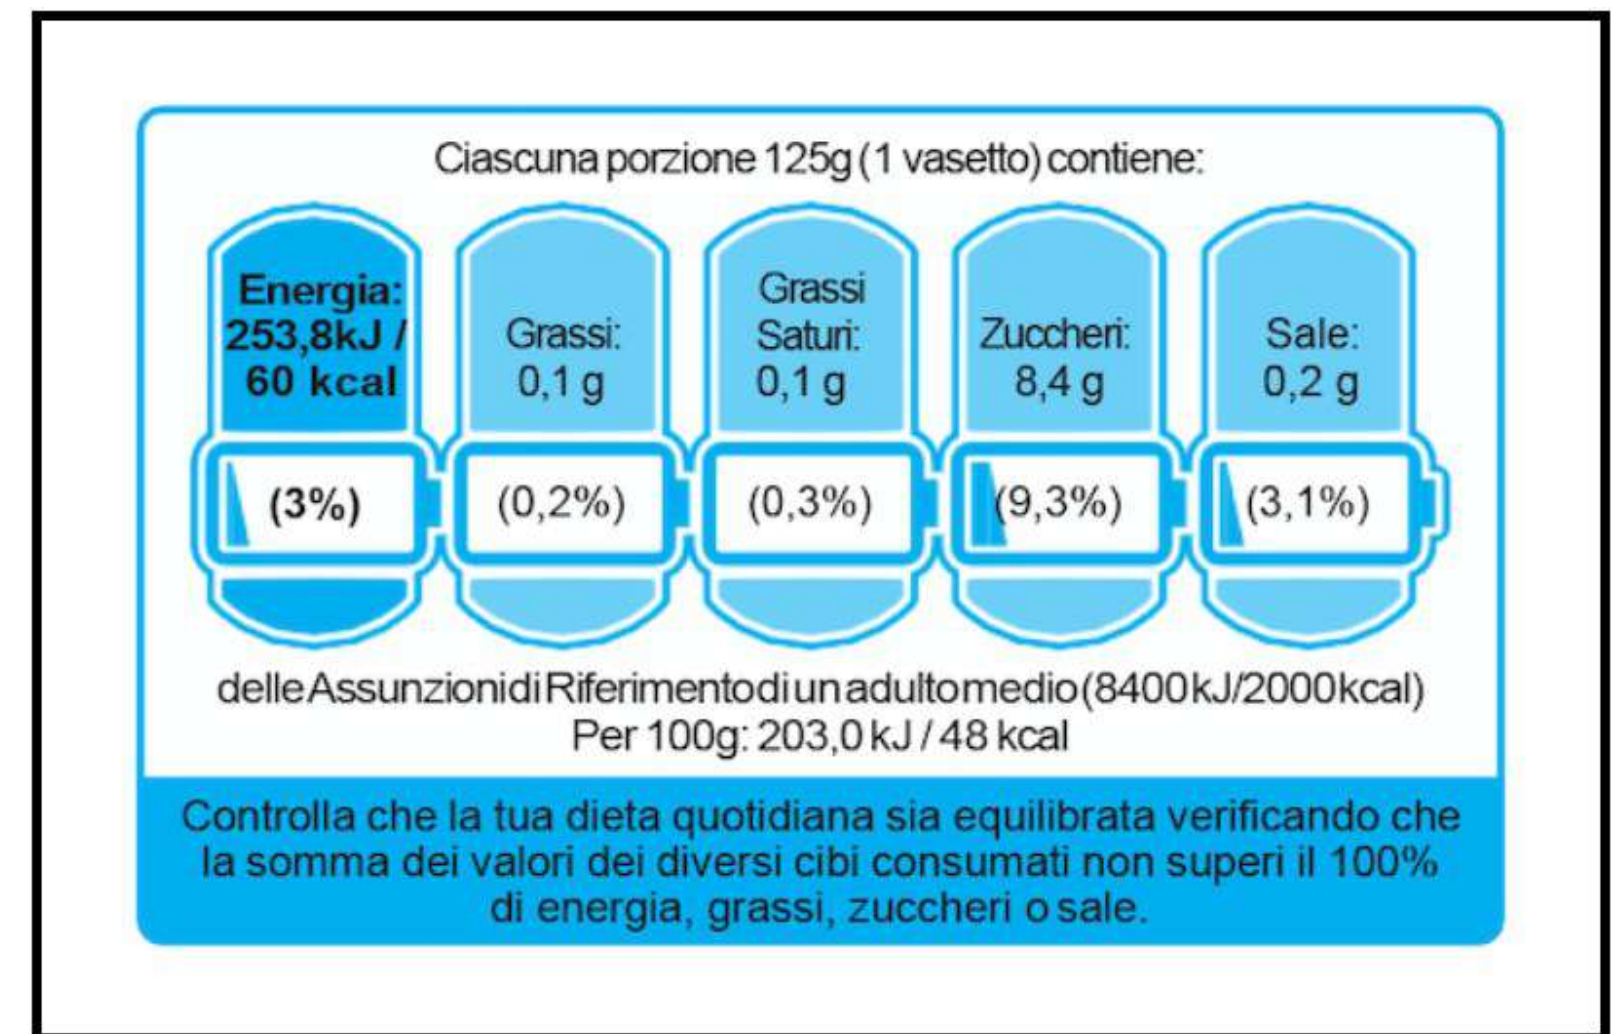 Ciascuna porzione 125g (1 vasetto) contiene:
Energia:
253,8kJ /
60 kcal
(3%)
Grassi:
0,1 g
(0,2%)
Grassi
Saturi:
0,1 g
(0,3%)
Zuccheri:
8,4 g
(9,3%)
Sale:
0,2 g
(3,1%)
delle Assunzioni di Riferimento di un adulto medio (8400 kJ/2000 kcal)
Per 100g: 203,0 kJ / 48 kcal
Controlla che la tua dieta quotidiana sia equilibrata verificando che
la somma dei valori dei diversi cibi consumati non superi il 100%
di energia, grassi, zuccheri o sale.